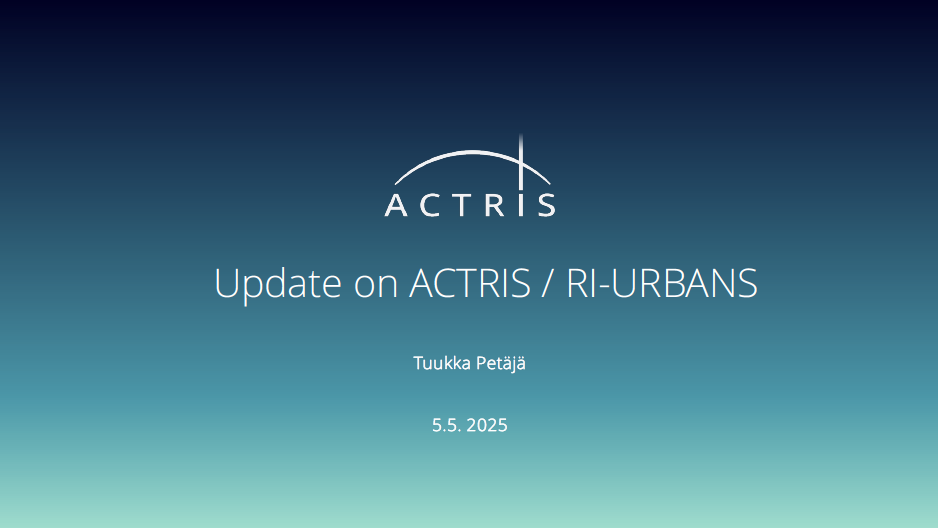 ACTRIS
Update on ACTRIS / RI-URBANS
Tuukka Petäjä
5.5. 2025